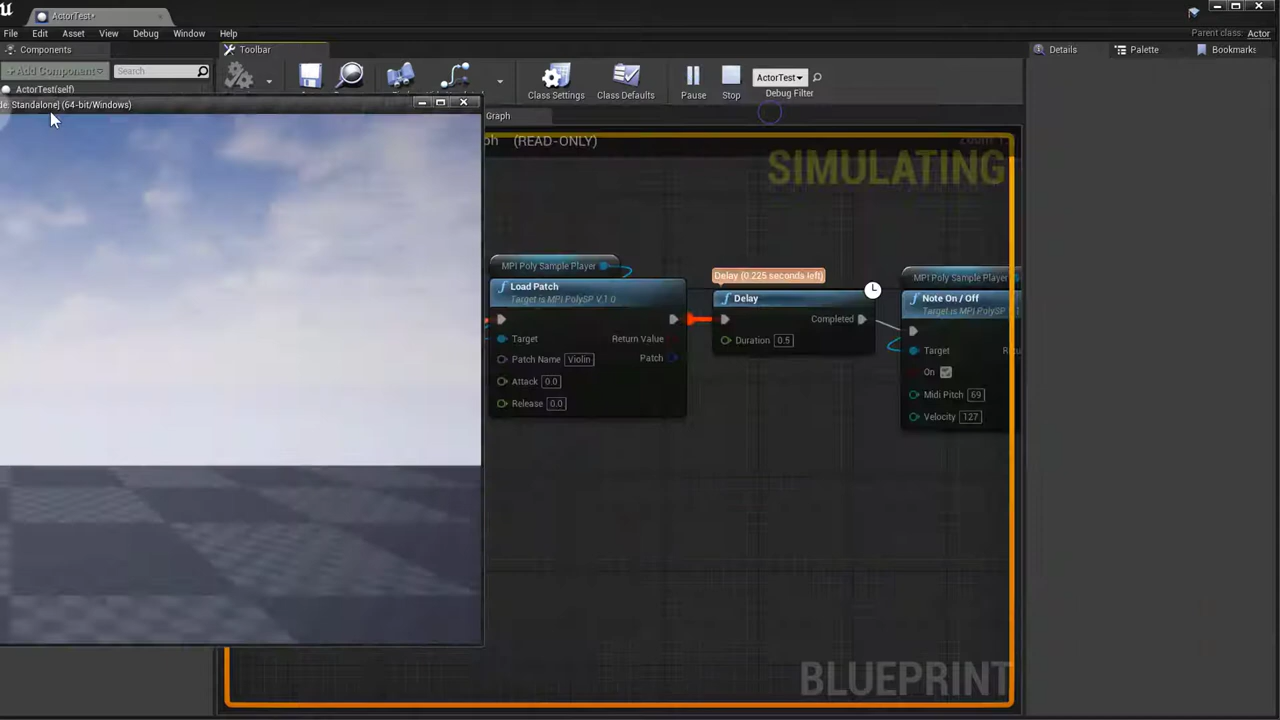 ActorTest*
File Edit Asset View Debug Window Help
Parent class: Actor
Components
Toolbar
Details
Palette
Bookmarks
+Add Component
Search
ActorTest(self)
Class Settings
Class Defaults
Pause
Stop
ActorTest
Debug Filter
Standalone] (64-bit/Windows)
Graph
(READ-ONLY)
SIMULATING
MPI Poly Sample Player
Load Patch
Target is MPI PolySP V.1.0
Target
Return Value
Patch Name Violin
Patch
Attack 0.0
Release 0.0
Delay (0.225 seconds left)
Delay
Completed
Duration 0.5
MPI Poly Sample Player
Note On / Off
Target is MPI PolySP
Target
On
Midi Pitch 69
Velocity 127
BLUEPRINT